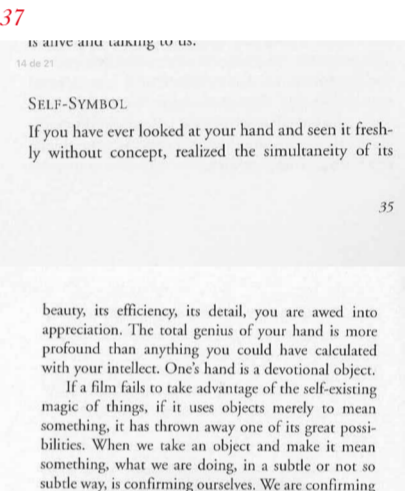 37
is alive and talking to us.
14 de 21
SELF-SYMBOL
If you have ever looked at your hand and seen it fresh-
ly without concept, realized the simultaneity of its
35
beauty, its efficiency, its detail, you are awed into
appreciation. The total genius of your hand is more
profound than anything you could have calculated
with your intellect. One's hand is a devotional object.
If a film fails to take advantage of the self-existing
magic of things, if it uses objects merely to mean
something, it has thrown away one of its great possi-
bilities. When we take an object and make it mean
something, what we are doing, in a subtle or not so
subtle way, is confirming ourselves. We are confirming